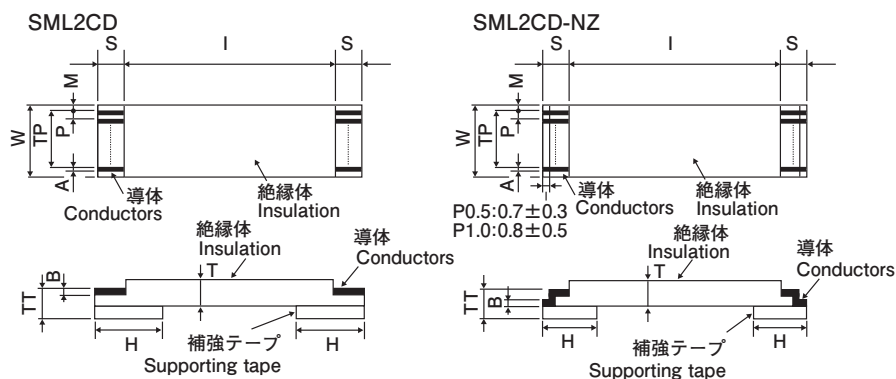 SML2CD
S
I
S
M
W
TP
P
A
導体
Conductors
絶縁体
Insulation
絶縁体
Insulation
導体
Conductors
B
T
TT
H
補強テープ
Supporting tape
H
SML2CD-NZ
S
I
S
M
W
TP
P
A
P0.5:0.7±0.3
P1.0:0.8±0.5
導体
Conductors
絶縁体
Insulation
絶縁体
Insulation
導体
Conductors
T
TT
B
H
補強テープ
Supporting tape
H